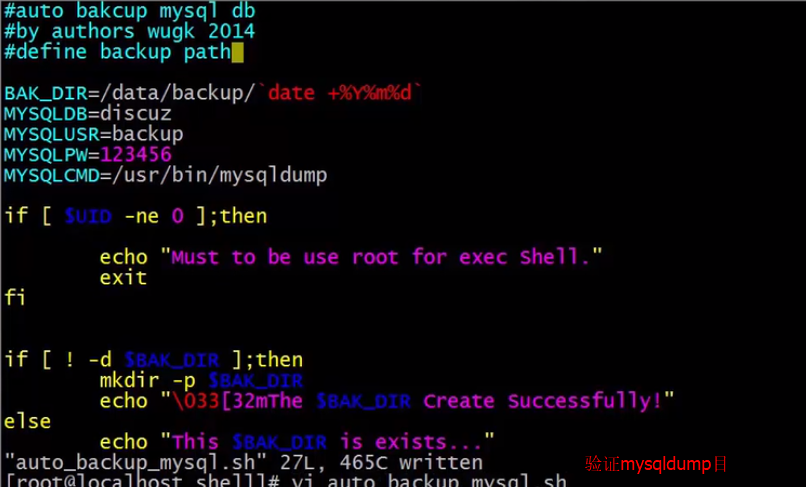 #auto bakcup mysql db
#by authors wugk 2014
#define backup path
BAK_DIR=/data/backup/`date +%Y%m%d`
MYSQLDB=discuz
MYSQLUSR=backup
MYSQLPW=123456
MYSQLCMD=/usr/bin/mysqldump
if [ $UID -ne 0 ];then
echo "Must to be use root for exec Shell."
exit
fi
if [ ! -d $BAK_DIR ];then
mkdir -p $BAK_DIR
echo "\033[32mThe $BAK_DIR Create Successfully!"
else
echo "This $BAK_DIR is exists..."
"auto_backup_mysql.sh" 27L, 465C written
验证mysqldump目
[root@localhost shell]# vi auto_backup_mysql.sh